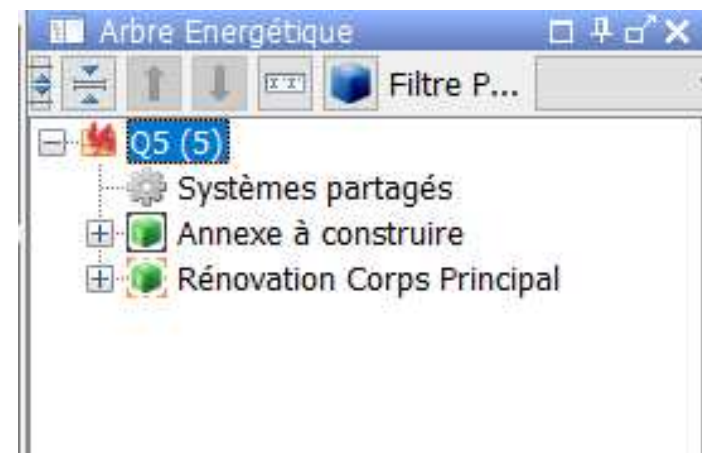 Arbre Energétique
Filtre P...
Q5 (5)
Systèmes partagés
Annexe à construire
Rénovation Corps Principal